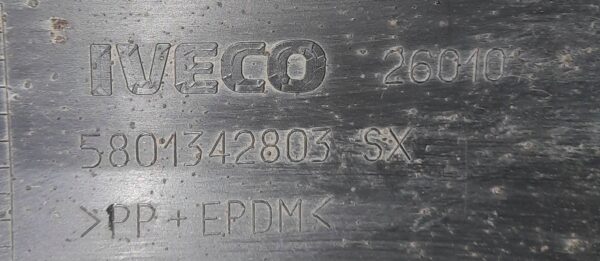 IVECO 26010
5801342803 SX
>PP+EPDM<